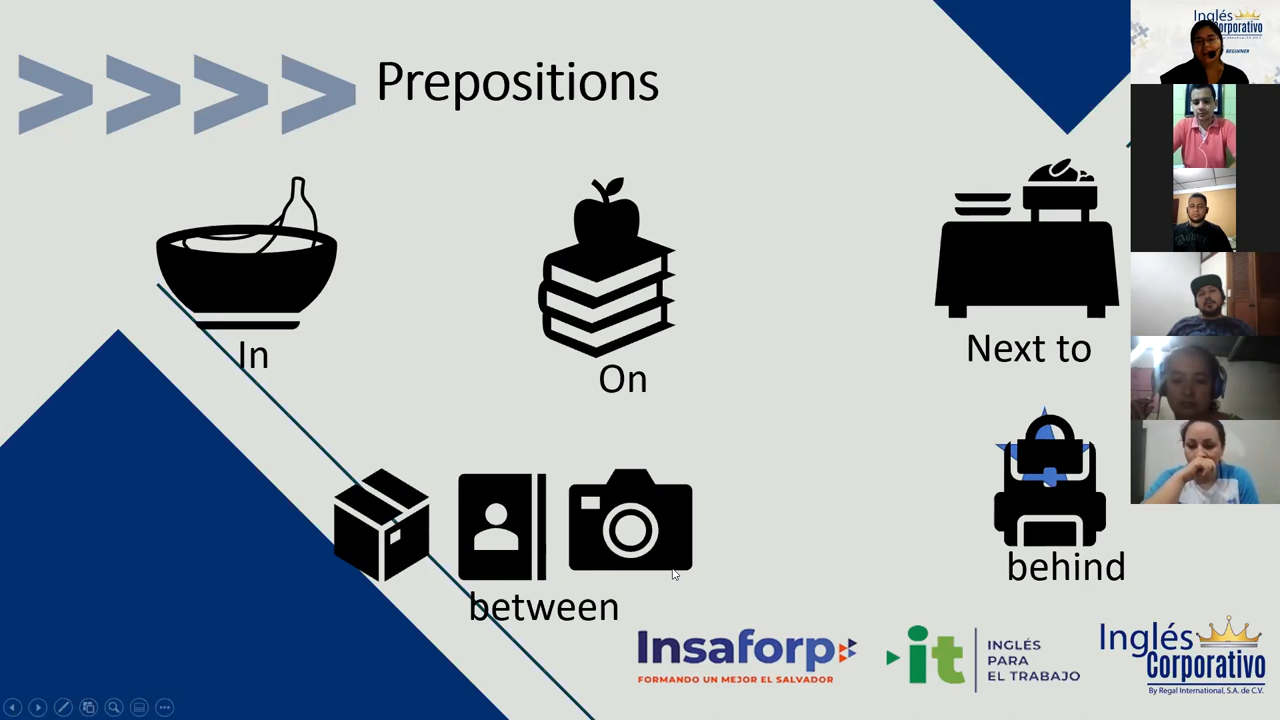 Prepositions
In
On
Next to
between
behind
Insaforp
FORMANDO UN MEJOR EL SALVADOR
it
INGLÉS
PARA
EL TRABAJO
Inglés
Corporativo
By Regal International, S.A. de C.V.
Inglés
Corporativo
BEGINNER